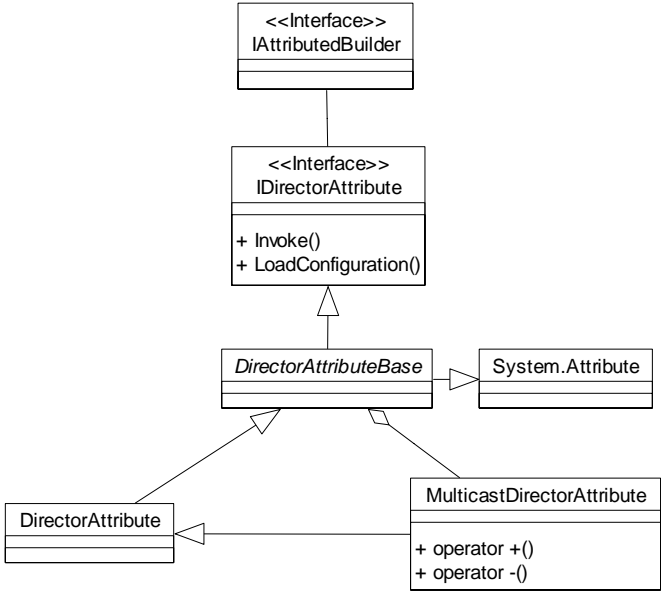 <<Interface>>
IAttributedBuilder
<<Interface>>
IDirectorAttribute
+ Invoke()
+ LoadConfiguration()
DirectorAttributeBase
System.Attribute
DirectorAttribute
MulticastDirectorAttribute
+ operator +()
+ operator -()